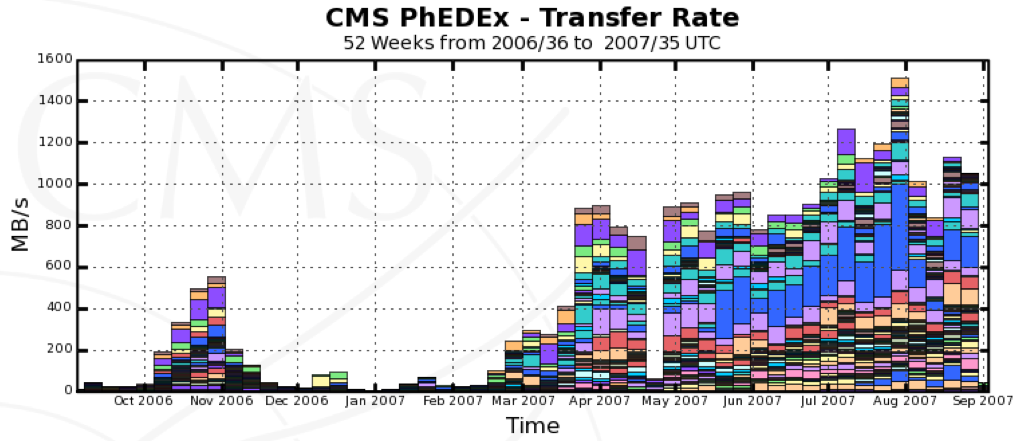 CMS PhEDEx - Transfer Rate
52 Weeks from 2006/36 to 2007/35 UTC
CMS
MB/s
1600
1400
1200
1000
800
600
400
200
0
Oct 2006 Nov 2006 Dec 2006 Jan 2007 Feb 2007 Mar 2007 Apr 2007 May 2007 Jun 2007 Jul 2007 Aug 2007 Sep 2007
Time